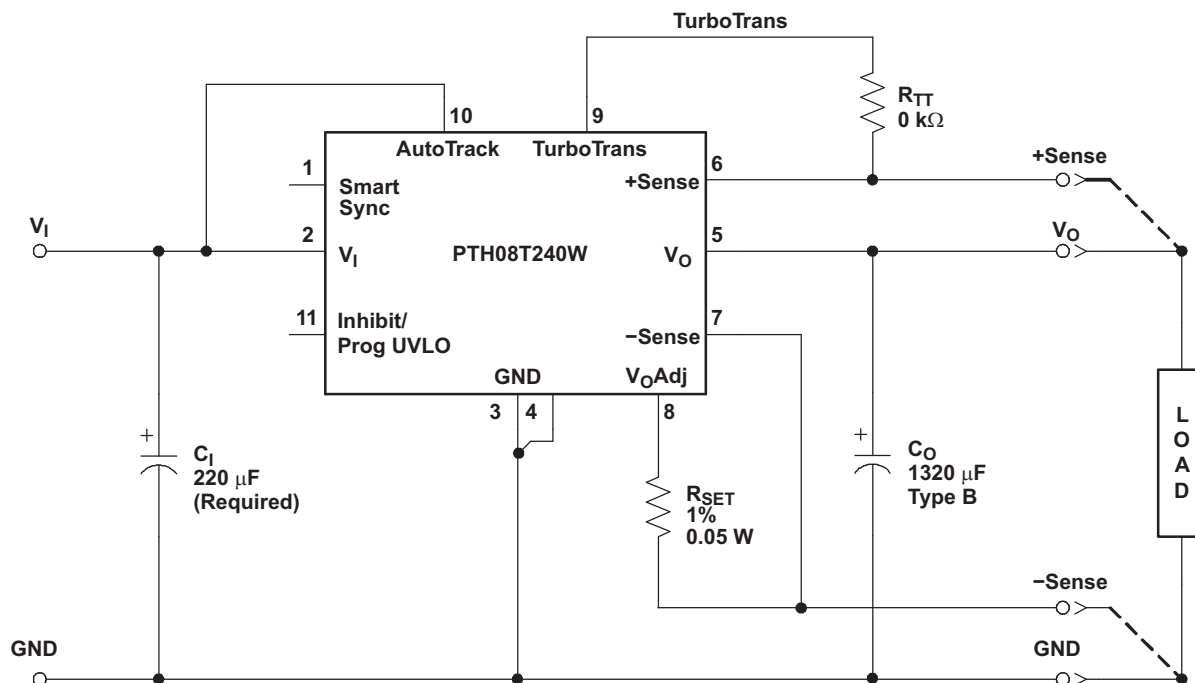 TurboTrans
R_TT
0 kΩ
10
9
AutoTrack
TurboTrans
1
Smart
Sync
6
+Sense
+Sense
V_I
2
V_I
PTH08T240W
V_O
5
V_O
11
Inhibit/
Prog UVLO
−Sense
7
GND
V_OAdj
3
4
8
+
C_I
220 μF
(Required)
R_SET
1%
0.05 W
+
C_O
1320 μF
Type B
L
O
A
D
−Sense
GND
GND